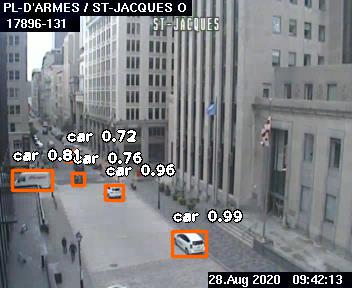 PL-D'ARMES / ST-JACQUES O
17896-131
ST-JACQUES
car 0.72
car 0.81
car 0.76
car 0.96
car 0.99
28.Aug 2020 09:42:13